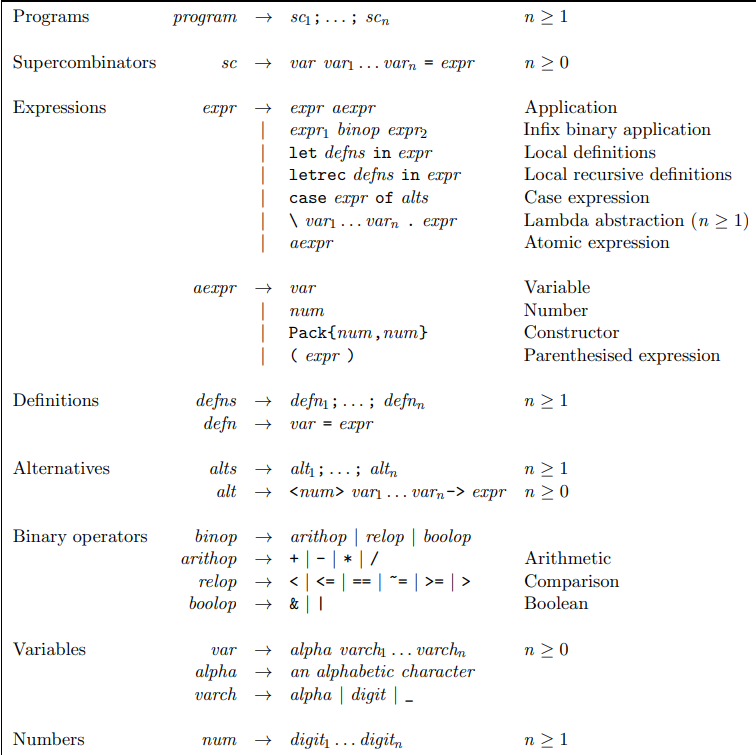 Programs program → sc₁; ...; scₙ n ≥ 1
Supercombinators sc → var var₁ ... varₙ = expr n ≥ 0
Expressions expr → expr aexpr Application
| expr₁ binop expr₂ Infix binary application
| let defns in expr Local definitions
| letrec defns in expr Local recursive definitions
| case expr of alts Case expression
| \ var₁ ... varₙ . expr Lambda abstraction (n ≥ 1)
| aexpr Atomic expression
aexpr → var Variable
| num Number
| Pack{num,num} Constructor
| ( expr ) Parenthesised expression
Definitions defns → defn₁; ...; defnₙ n ≥ 1
defn → var = expr
Alternatives alts → alt₁; ...; altₙ n ≥ 1
alt → <num> var₁ ... varₙ -> expr n ≥ 0
Binary operators binop → arithop | relop | boolop
arithop → + | - | * | / Arithmetic
relop → < | <= | == | ~= | >= | > Comparison
boolop → & | | Boolean
Variables var → alpha varch₁ ... varchₙ n ≥ 0
alpha → an alphabetic character
varch → alpha | digit | _
Numbers num → digit₁ ... digitₙ n ≥ 1